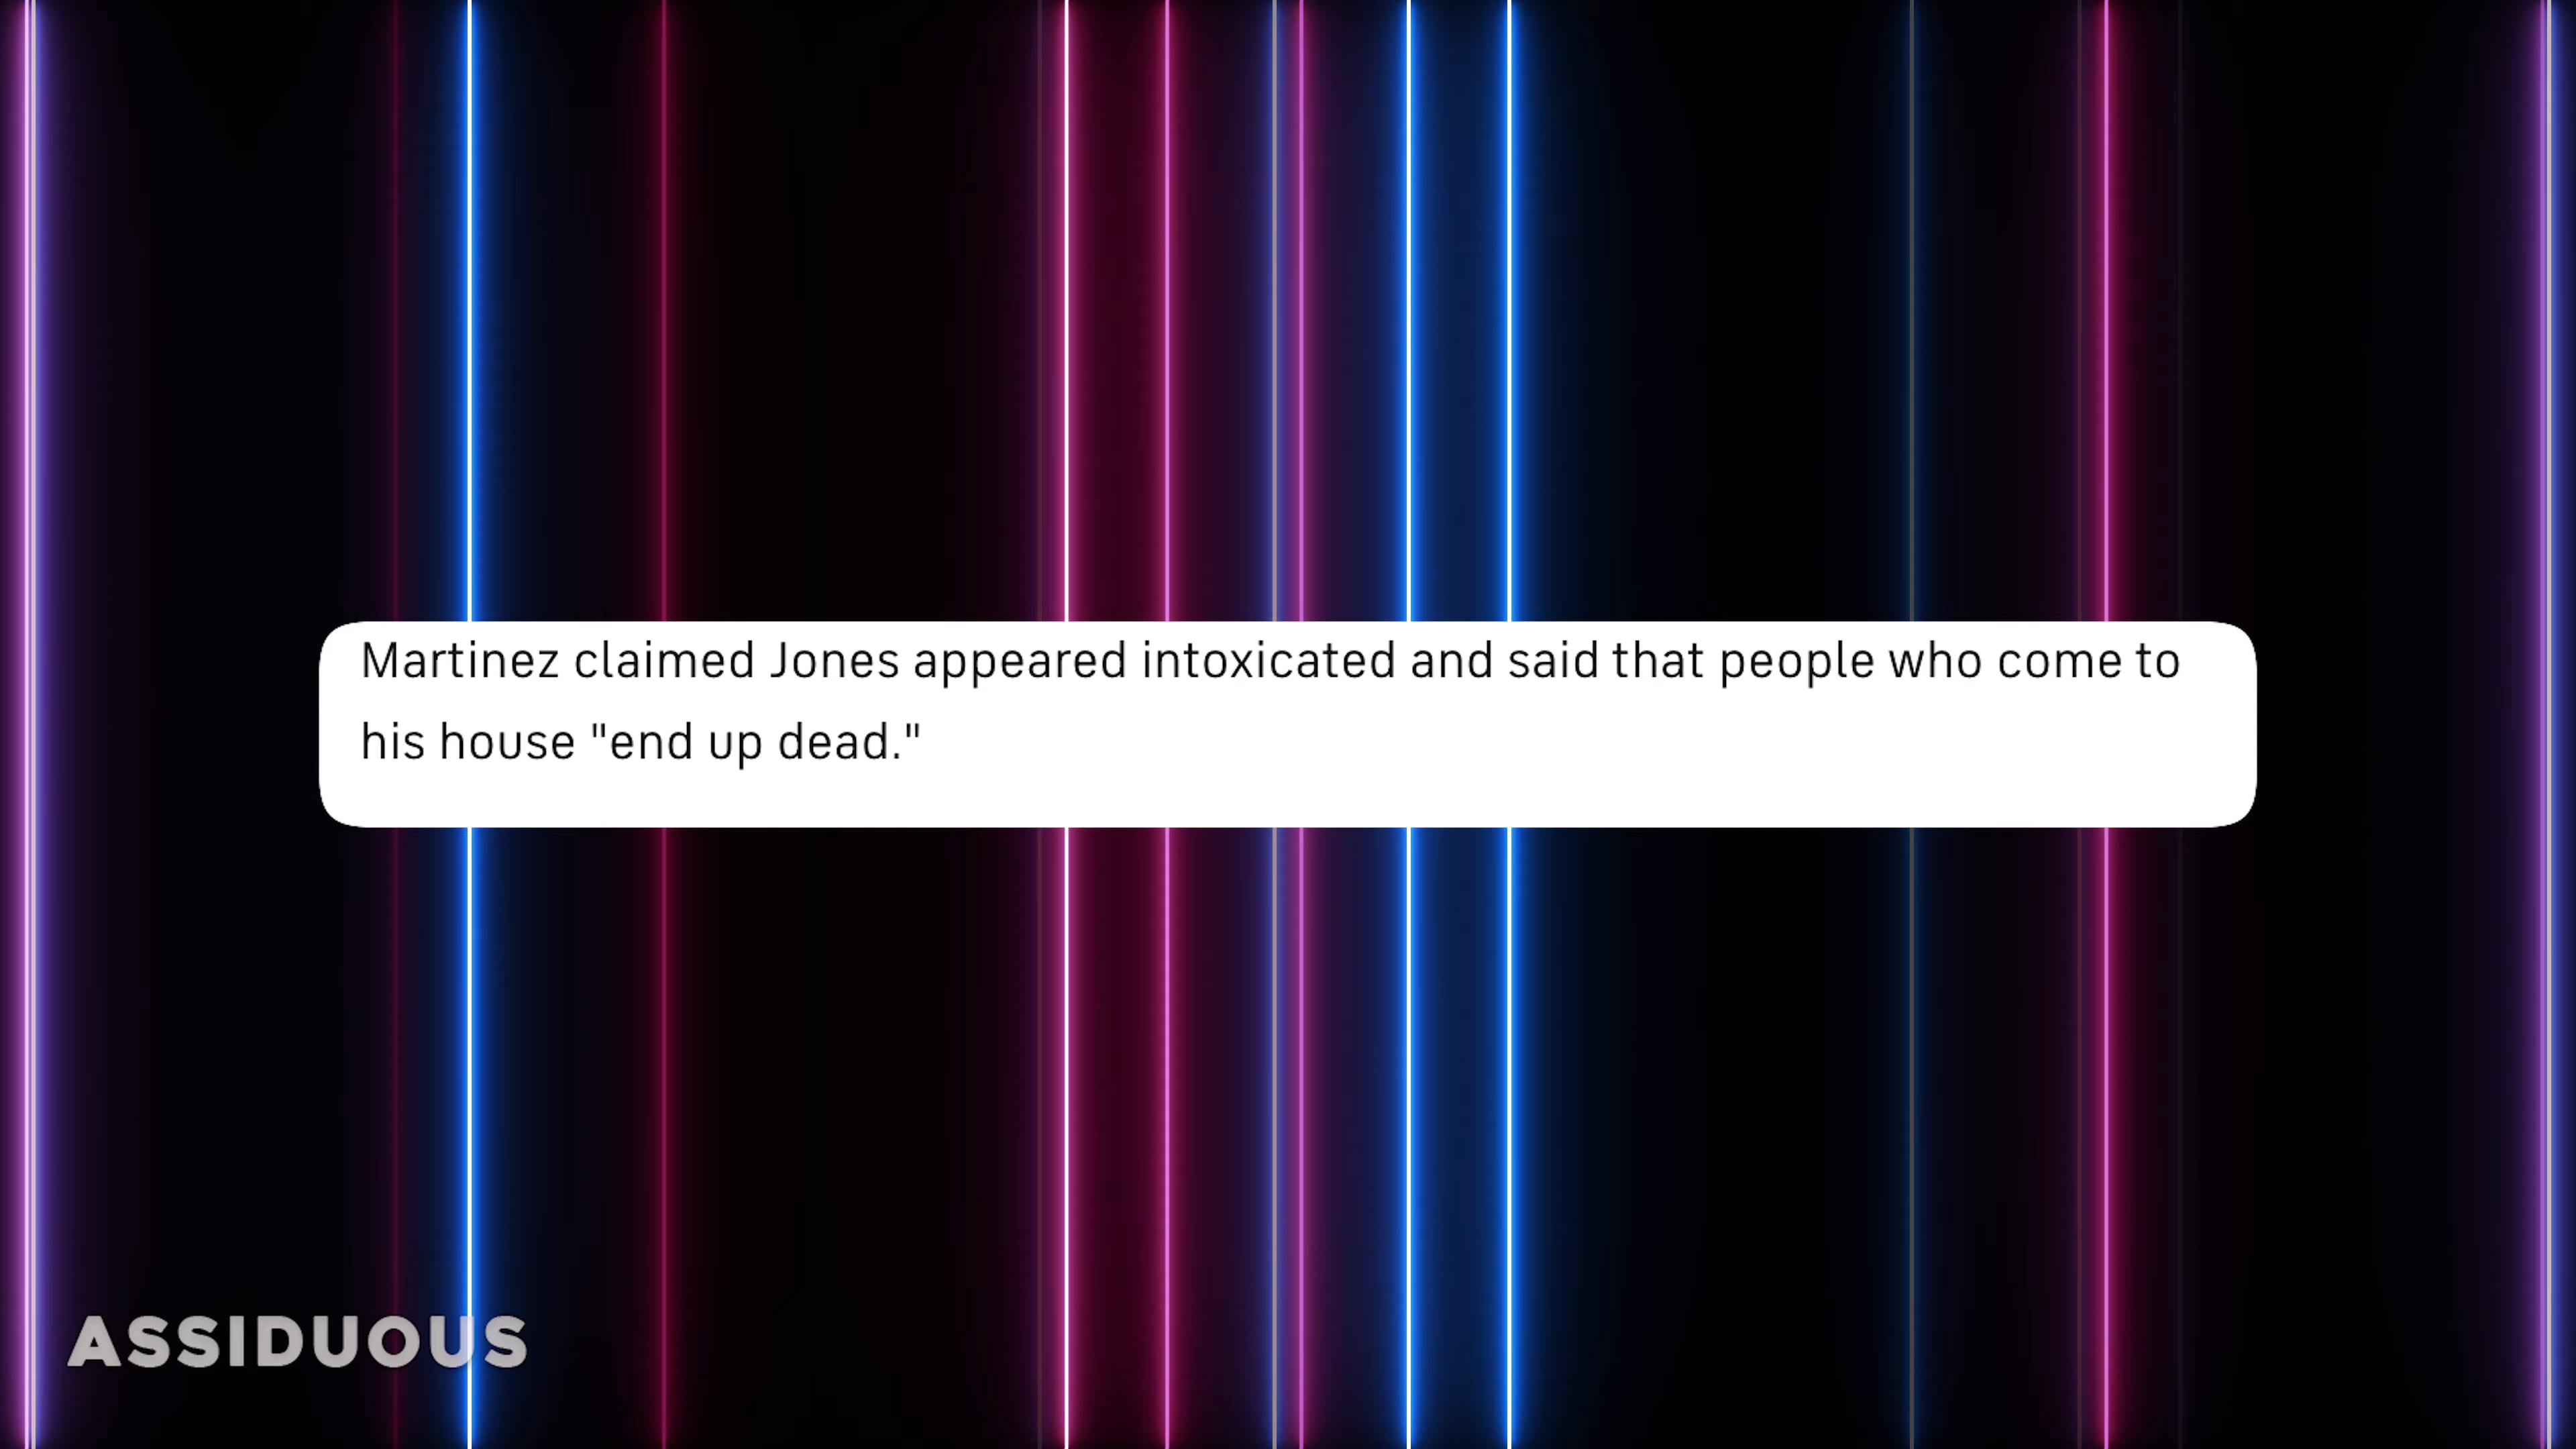 Martinez claimed Jones appeared intoxicated and said that people who come to
his house "end up dead."
ASSIDUOUS